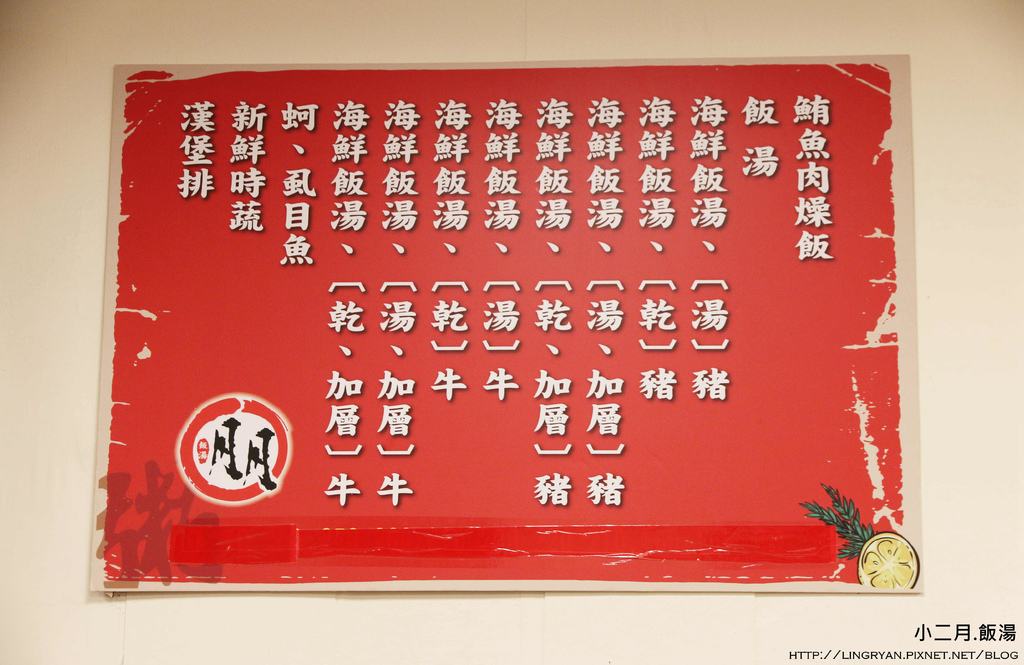 鮪魚肉燥飯
飯湯
海鮮飯湯、〔湯〕豬
海鮮飯湯、〔乾〕豬
海鮮飯湯、〔湯、加層〕豬
海鮮飯湯、〔乾、加層〕豬
海鮮飯湯、〔湯〕牛
海鮮飯湯、〔乾〕牛
海鮮飯湯、〔湯、加層〕牛
海鮮飯湯、〔乾、加層〕牛
蚵、虱目魚
新鮮時蔬
漢堡排
飯湯
小二月.飯湯
HTTP://LINGRYAN.PIXNET.NET/BLOG